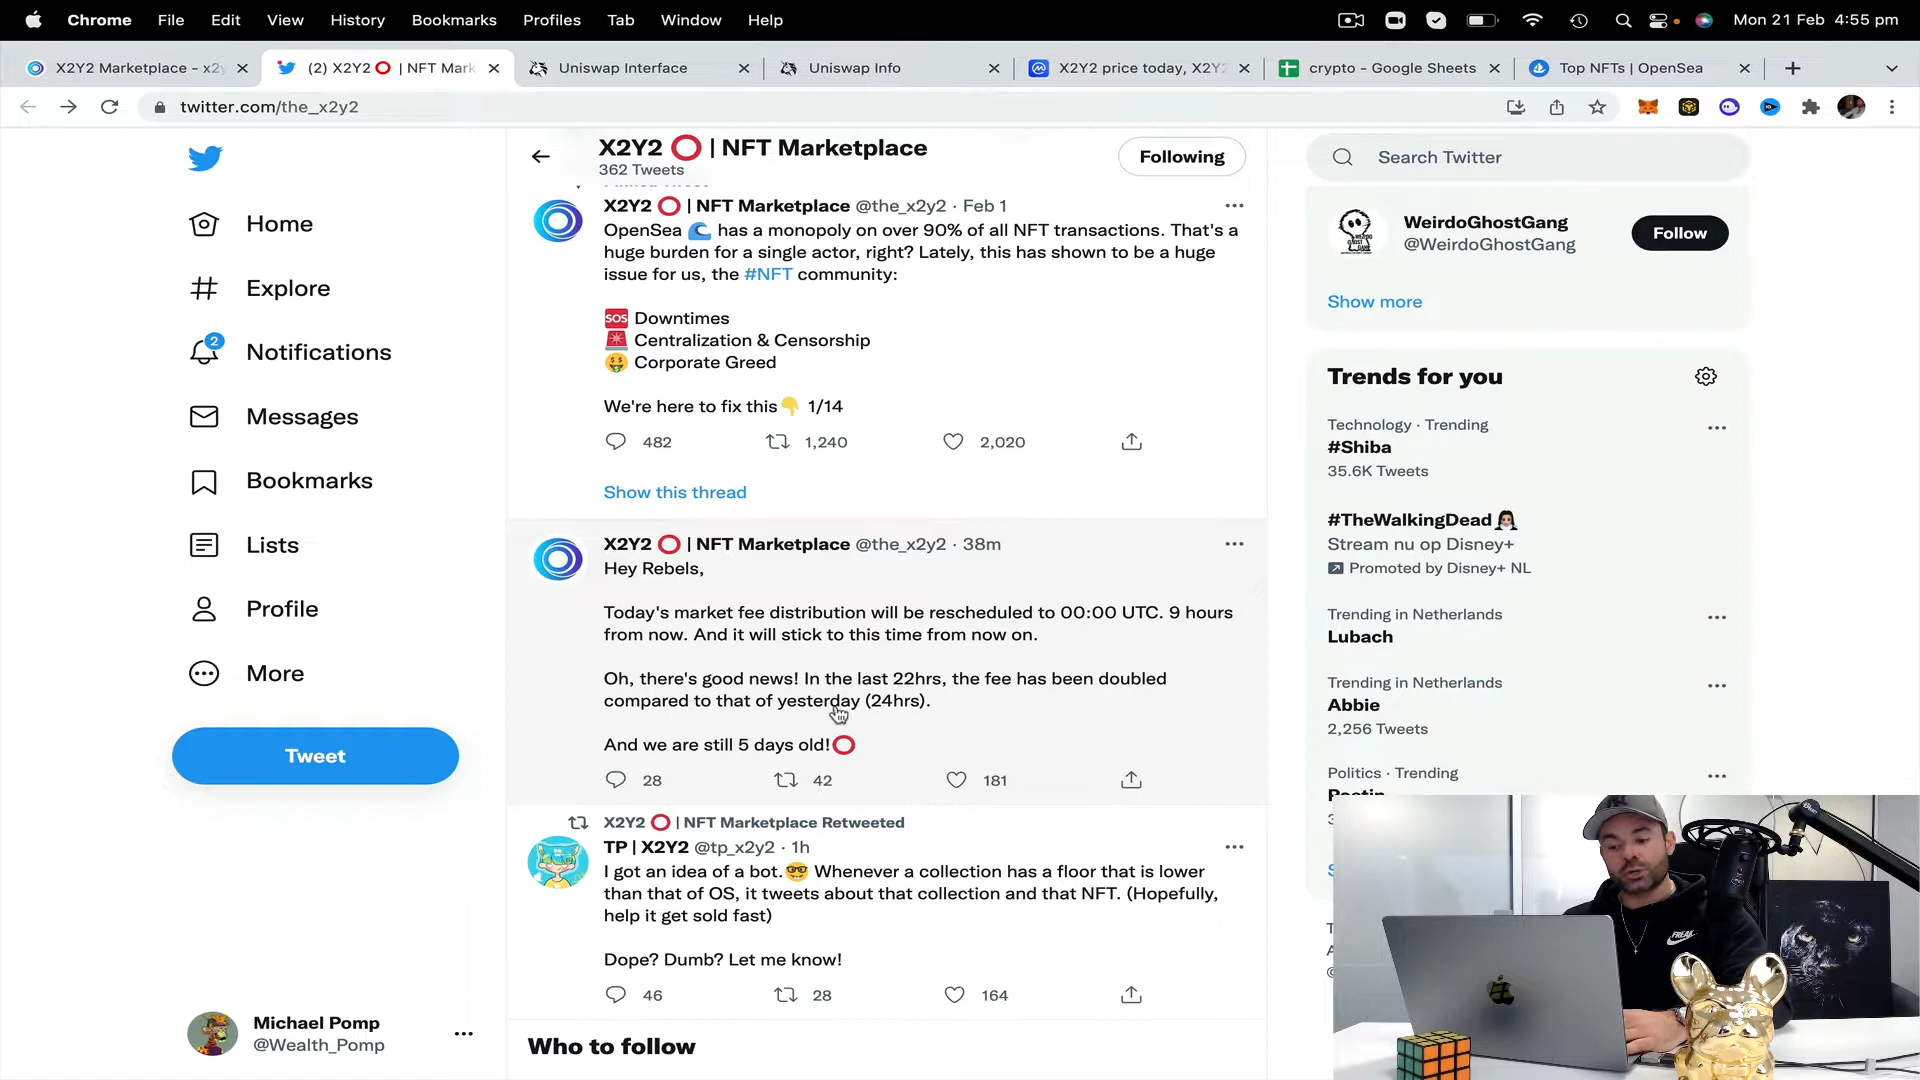 Chrome File Edit View History Bookmarks Profiles Tab Window Help
Mon 21 Feb 4:55 pm
X2Y2 Marketplace - x2y
(2) X2Y2 ⭕ | NFT Mark
Uniswap Interface
Uniswap Info
X2Y2 price today, X2Y2
crypto - Google Sheets
Top NFTs | OpenSea
twitter.com/the_x2y2
Home
Explore
2
Notifications
Messages
Bookmarks
Lists
Profile
More
Tweet
Michael Pomp
@Wealth_Pomp
X2Y2 ⭕ | NFT Marketplace
362 Tweets
Following
X2Y2 ⭕ | NFT Marketplace @the_x2y2 · Feb 1
OpenSea 🌊 has a monopoly on over 90% of all NFT transactions. That's a
huge burden for a single actor, right? Lately, this has shown to be a huge
issue for us, the #NFT community:
🆘 Downtimes
🚨 Centralization & Censorship
🤑 Corporate Greed
We're here to fix this👇 1/14
482 1,240 2,020
Show this thread
X2Y2 ⭕ | NFT Marketplace @the_x2y2 · 38m
Hey Rebels,
Today's market fee distribution will be rescheduled to 00:00 UTC. 9 hours
from now. And it will stick to this time from now on.
Oh, there's good news! In the last 22hrs, the fee has been doubled
compared to that of yesterday (24hrs).
And we are still 5 days old!⭕
28 42 181
X2Y2 ⭕ | NFT Marketplace Retweeted
TP | X2Y2 @tp_x2y2 · 1h
I got an idea of a bot.🤓 Whenever a collection has a floor that is lower
than that of OS, it tweets about that collection and that NFT. (Hopefully,
help it get sold fast)
Dope? Dumb? Let me know!
46 28 164
Who to follow
Search Twitter
WeirdoGhostGang
@WeirdoGhostGang
Follow
Show more
Trends for you
Technology · Trending
#Shiba
35.6K Tweets
#TheWalkingDead
Stream nu op Disney+
Promoted by Disney+ NL
Trending in Netherlands
Lubach
Trending in Netherlands
Abbie
2,256 Tweets
Politics · Trending
FREAK